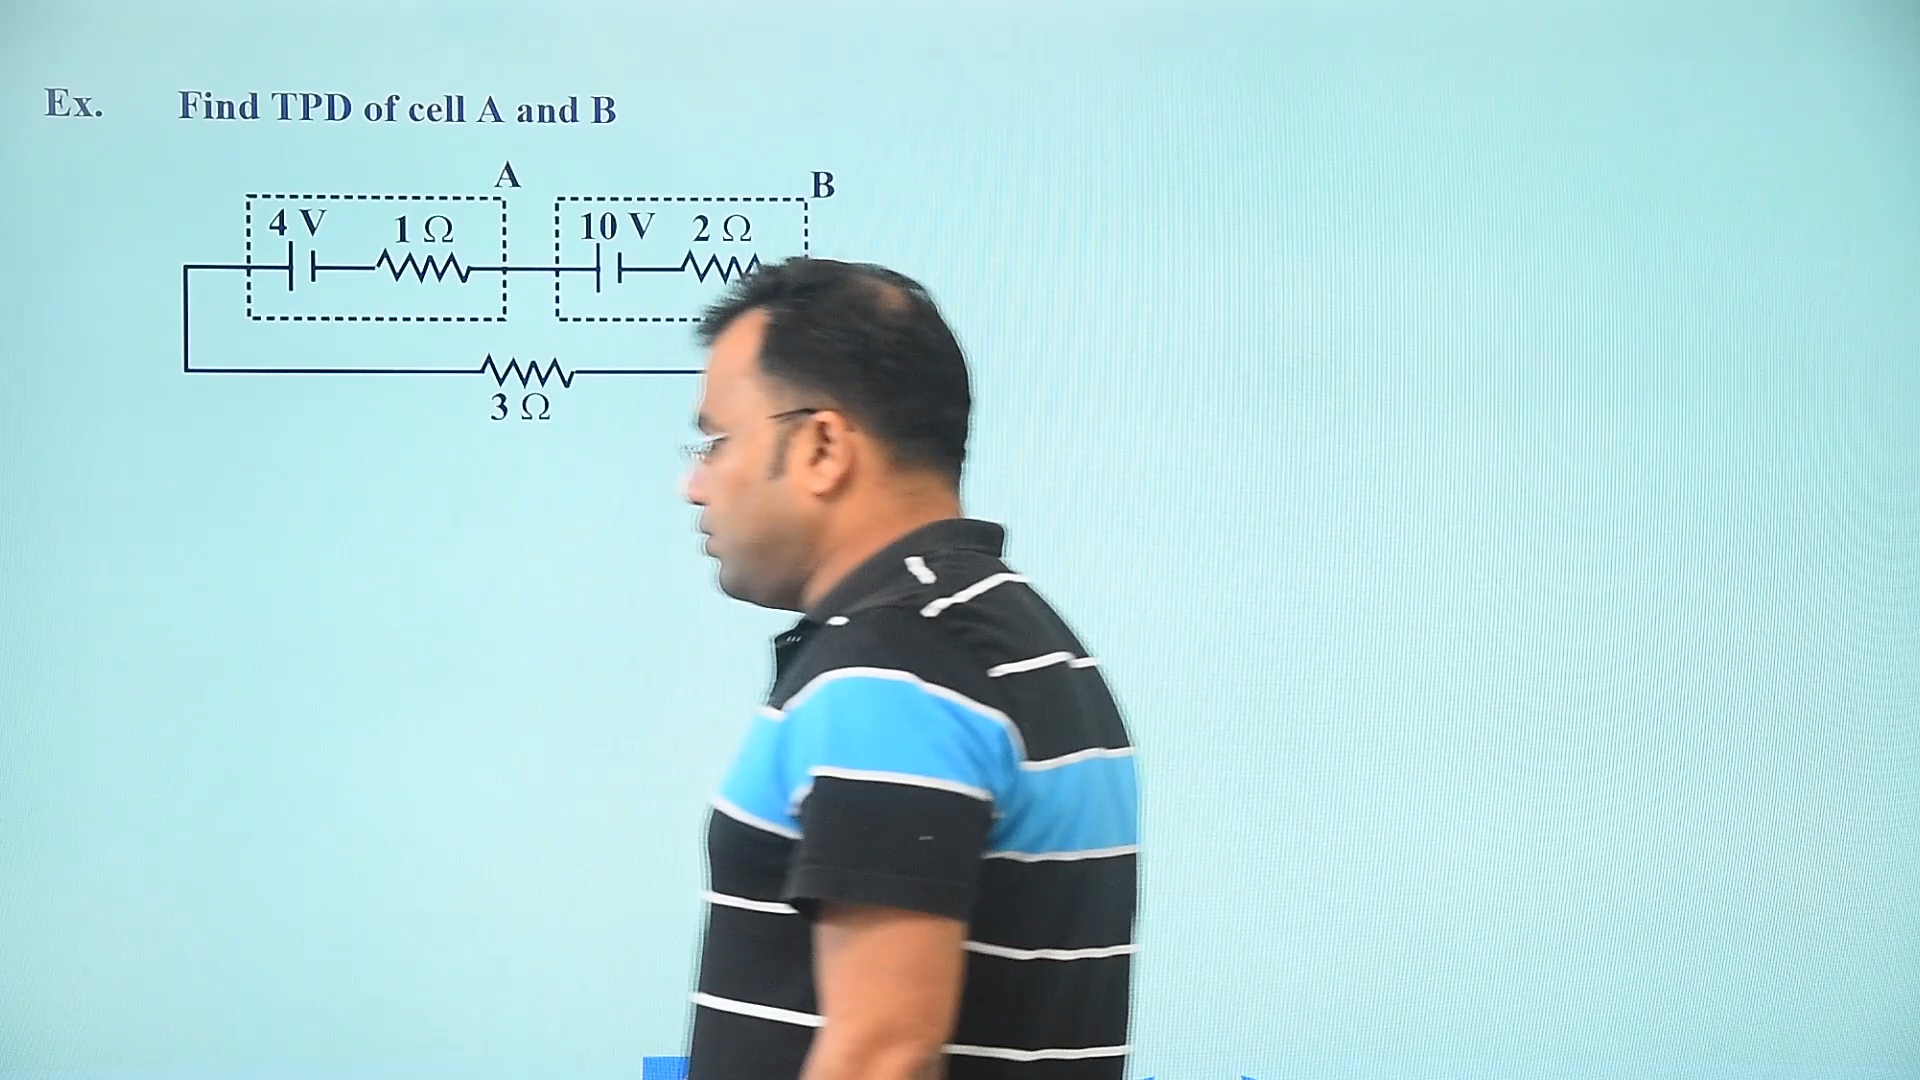 Ex. Find TPD of cell A and B
A
B
4 V 1 Ω 10 V 2 Ω
3 Ω